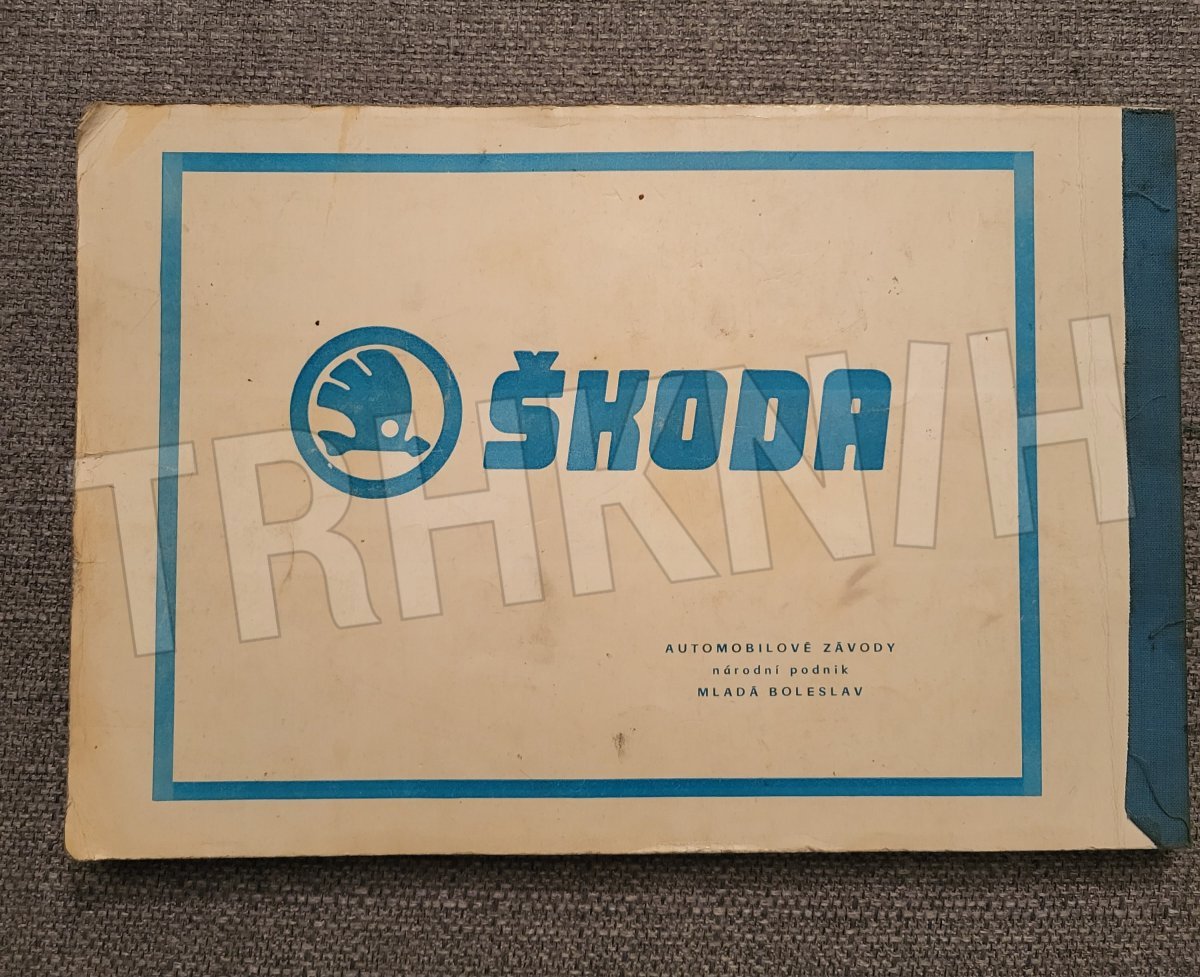 ŠKODA
AUTOMOBILOVÉ ZÁVODY
národní podnik
MLADÁ BOLESLAV
TRHKNIH